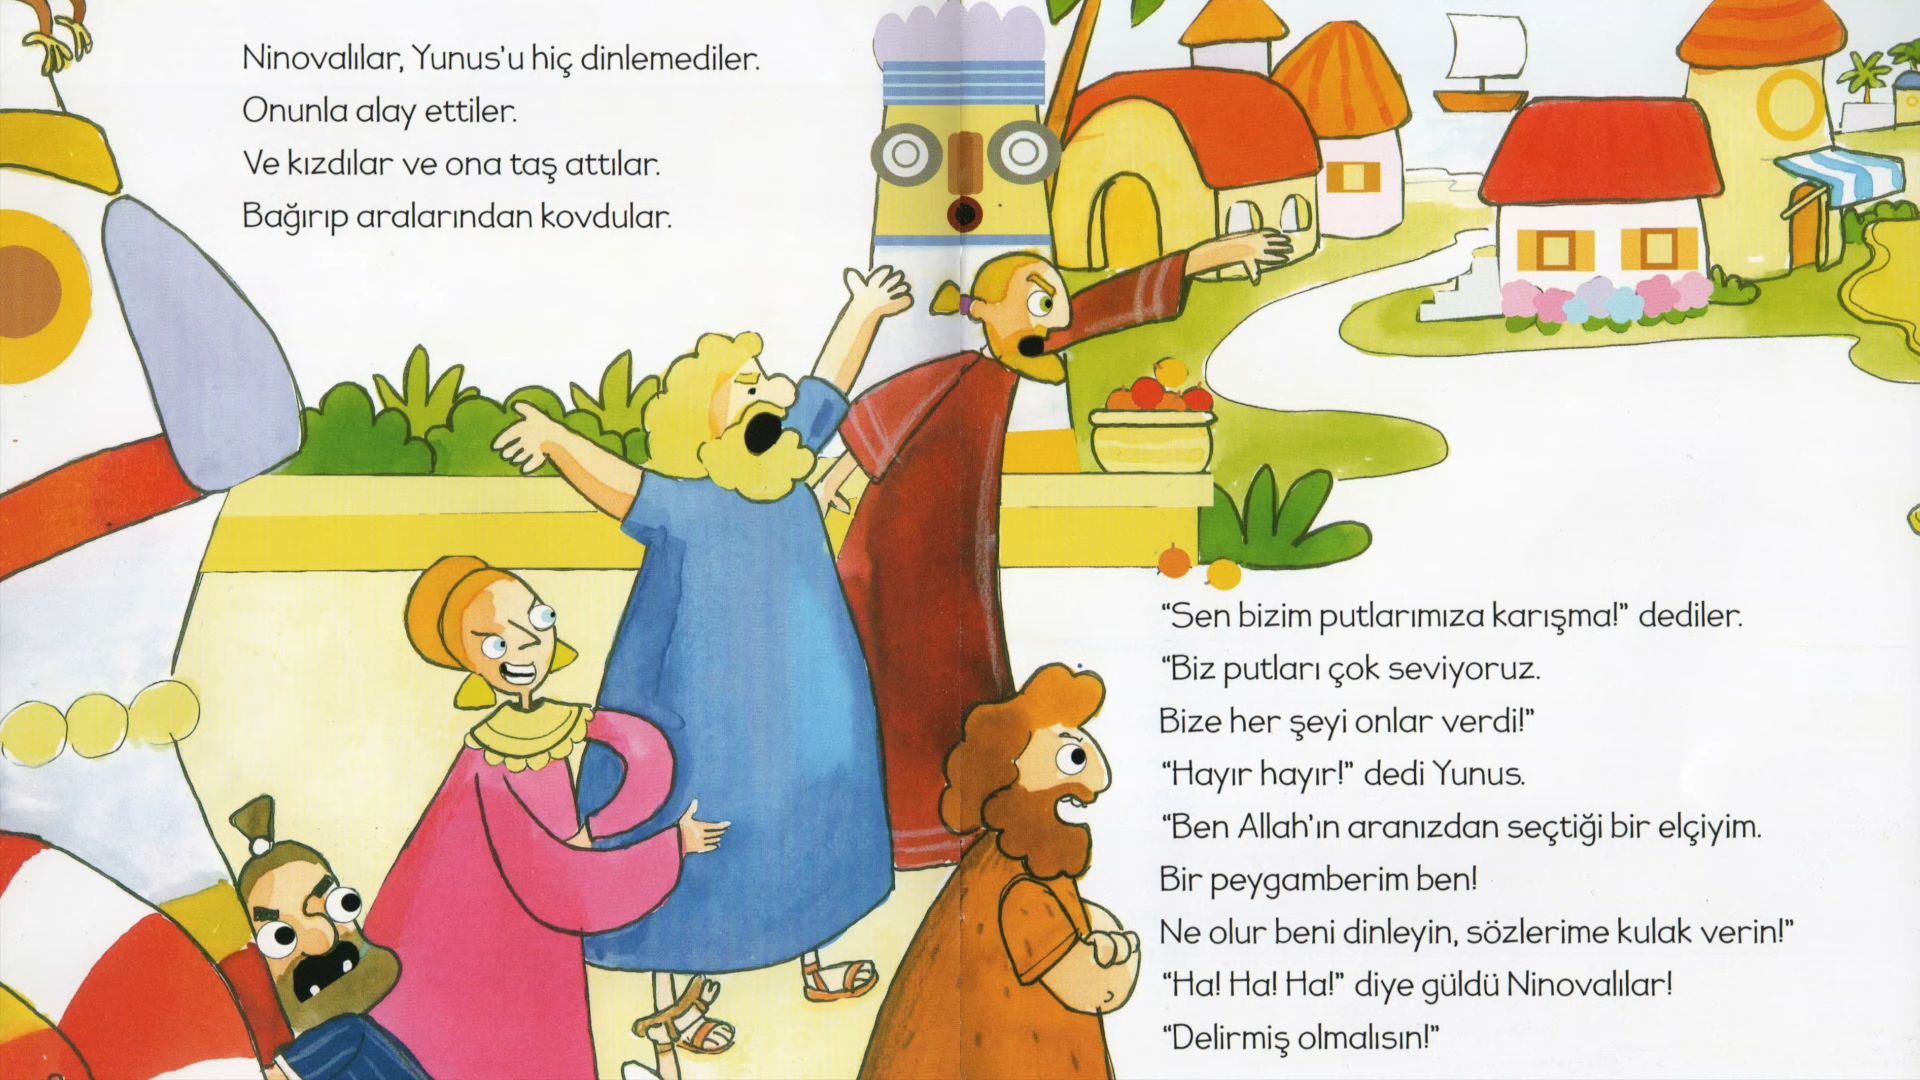 Ninovalılar, Yunus’u hiç dinlemediler.
Onunla alay ettiler.
Ve kızdılar ve ona taş attılar.
Bağırıp aralarından kovdular.
“Sen bizim putlarımıza karışma!” dediler.
“Biz putları çok seviyoruz.
Bize her şeyi onlar verdi!”
“Hayır hayır!” dedi Yunus.
“Ben Allah’ın aranızdan seçtiği bir elçiyim.
Bir peygamberim ben!
Ne olur beni dinleyin, sözlerime kulak verin!”
“Ha! Ha! Ha!” diye güldü Ninovalılar!
“Delirmiş olmalısın!”